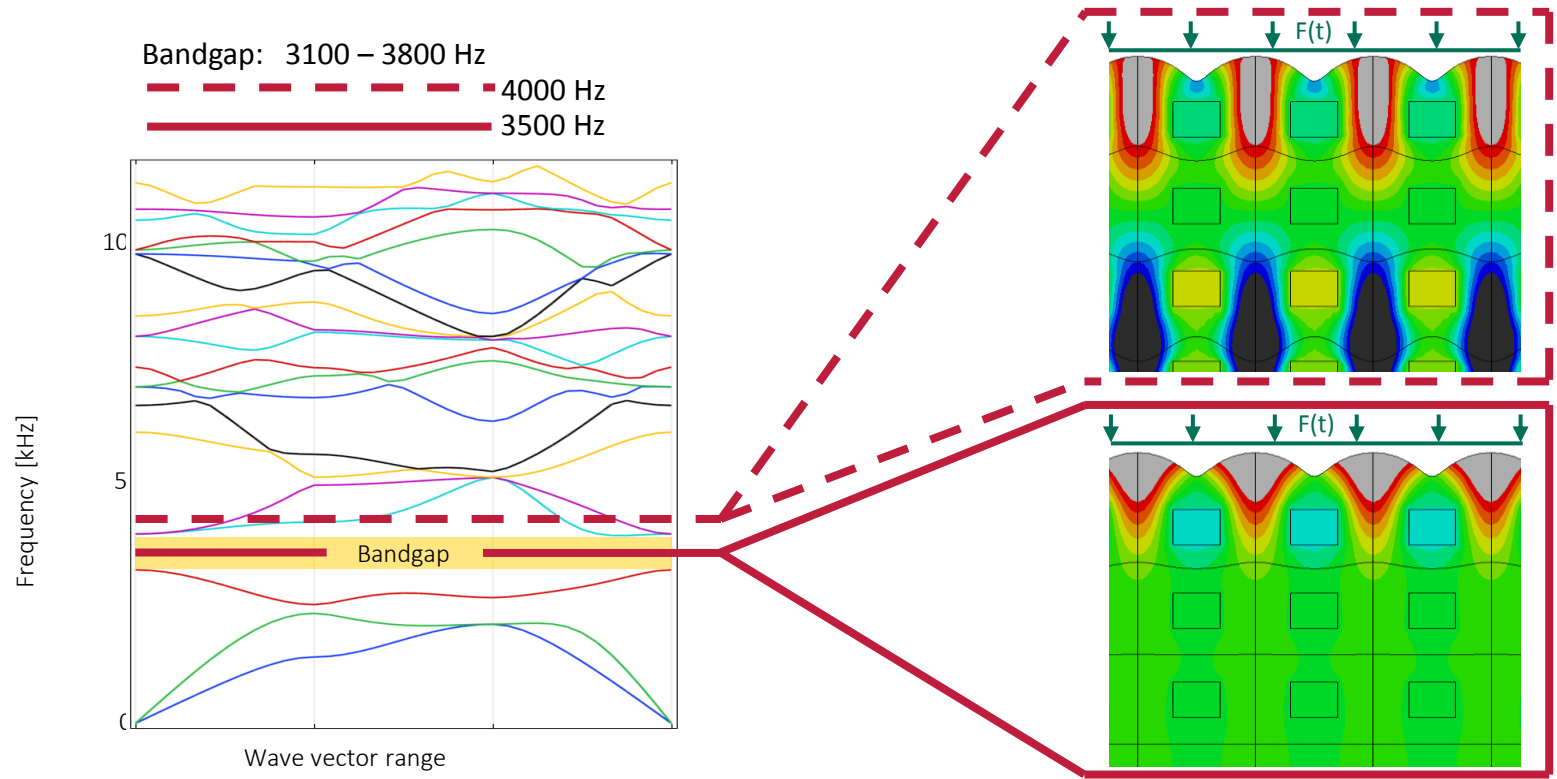 Bandgap: 3100 – 3800 Hz
4000 Hz
3500 Hz
10
5
0
Frequency [kHz]
Wave vector range
Bandgap
F(t)
F(t)